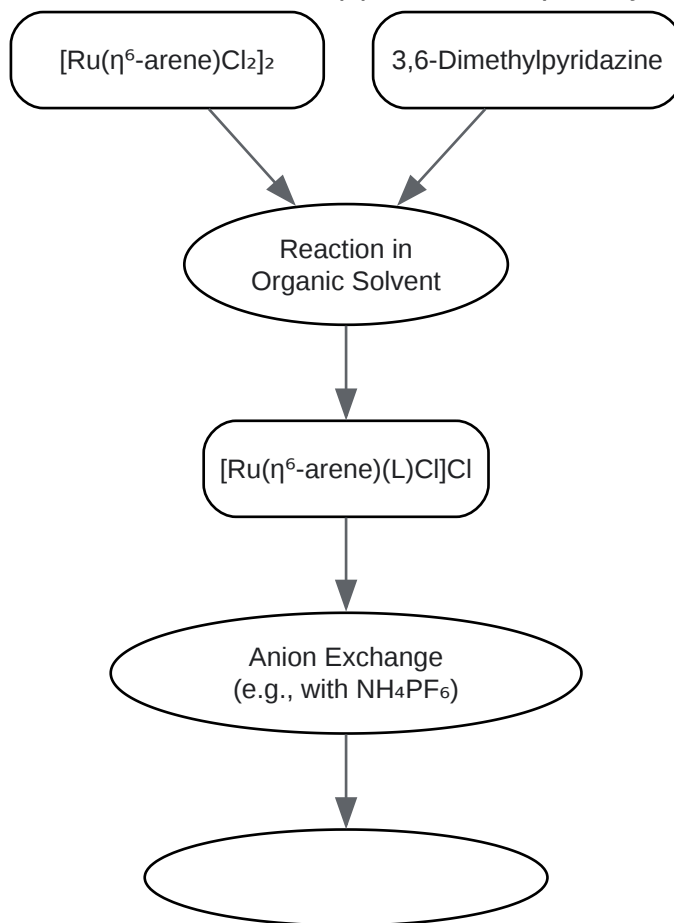 [Ru(η⁶-arene)Cl₂]₂
3,6-Dimethylpyridazine
Reaction in
Organic Solvent
[Ru(η⁶-arene)(L)Cl]Cl
Anion Exchange
(e.g., with NH₄PF₆)